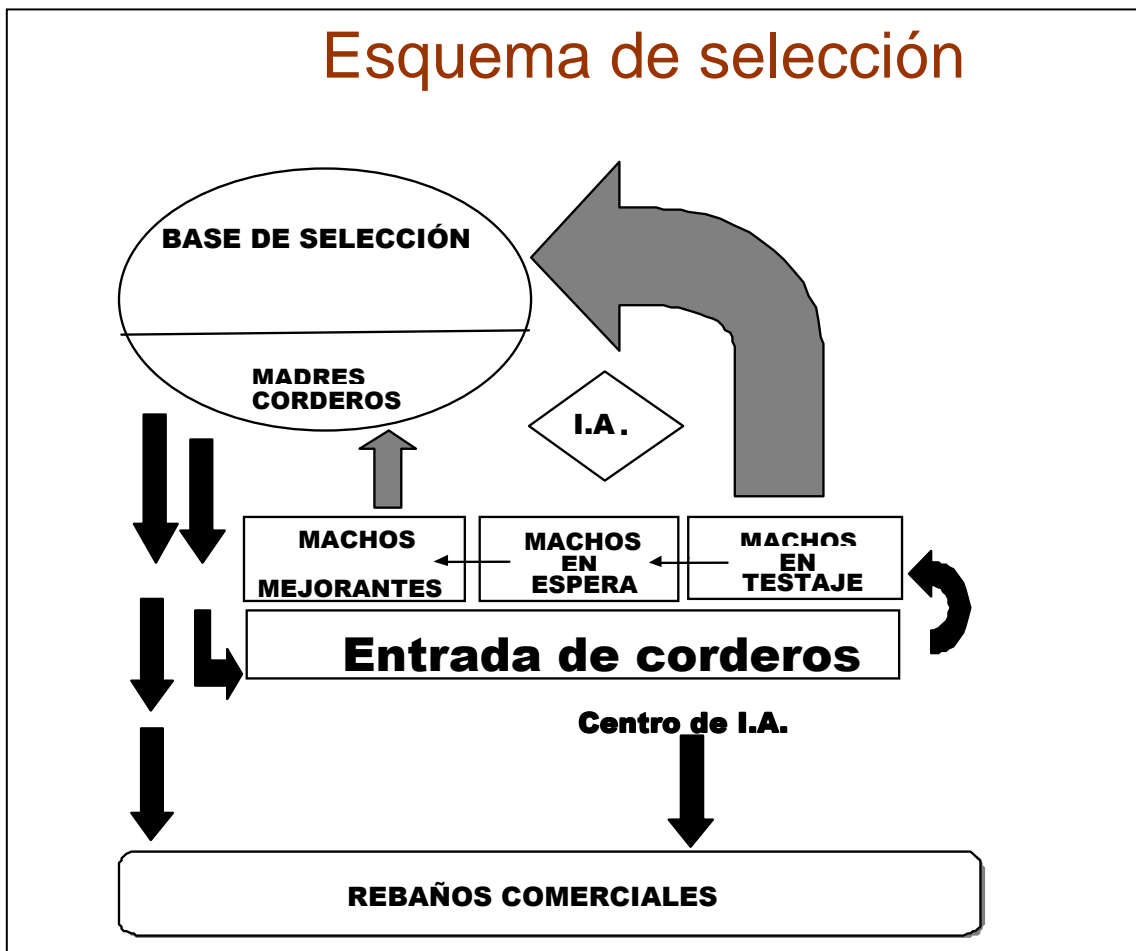 Esquema de selección
BASE DE SELECCIÓN
MADRES
CORDEROS
I.A.
MACHOS
MEJORANTES
MACHOS
EN
ESPERA
MACHOS
EN
TESTAJE
Entrada de corderos
Centro de I.A.
REBAÑOS COMERCIALES